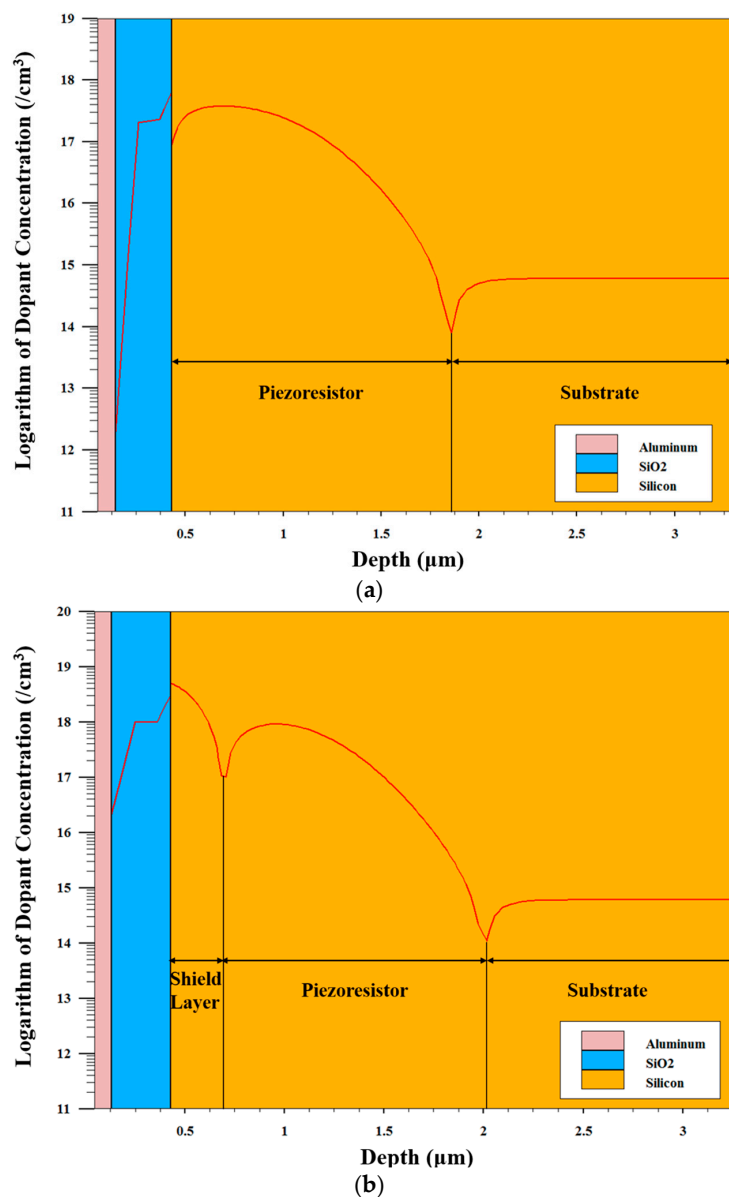 19
18
17
16
15
14
13
12
11
Logarithm of Dopant Concentration (/cm³)
Piezoresistor
Substrate
Aluminum
SiO2
Silicon
0.5 1 1.5 2 2.5 3
Depth (μm)
(a)
20
19
18
17
16
15
14
13
12
11
Logarithm of Dopant Concentration (/cm³)
Shield
Layer
Piezoresistor
Substrate
Aluminum
SiO2
Silicon
0.5 1 1.5 2 2.5 3
Depth (μm)
(b)